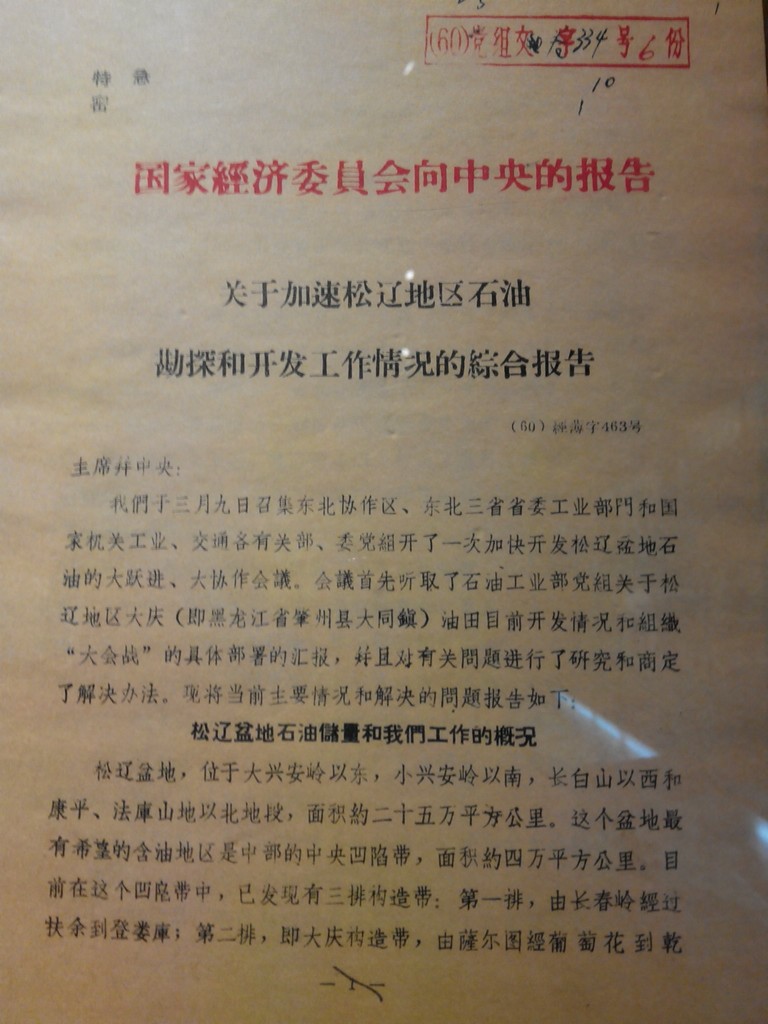 (60)党组交字334号6份
特急
密
10
1
国家經济委員会向中央的报告
关于加速松辽地区石油
勘探和开发工作情况的綜合报告
(60)經薄字463号
主席幷中央：
我們于三月九日召集东北协作区、东北三省省委工业部門和国
家机关工业、交通各有关部、委党組开了一次加快开发松辽盆地石
油的大跃进、大协作会議。会議首先听取了石油工业部党組关于松
辽地区大庆（即黑龙江省肇州县大同鎭）油田目前开发情况和組織
“大会战”的具体部署的汇报，幷且对有关問題进行了研究和商定
了解决办法。现将当前主要情况和解决的問題报告如下：
松辽盆地石油儲量和我們工作的概况
松辽盆地，位于大兴安岭以东，小兴安岭以南，长白山以西和
康平、法庫山地以北地段，面积約二十五万平方公里。这个盆地最
有希望的含油地区是中部的中央凹陷带，面积約四万平方公里。目
前在这个凹陷带中，已发现有三排构造带：第一排，由长春岭經过
扶余到登娄庫；第二排，即大庆构造带，由薩尔图經葡萄花到乾